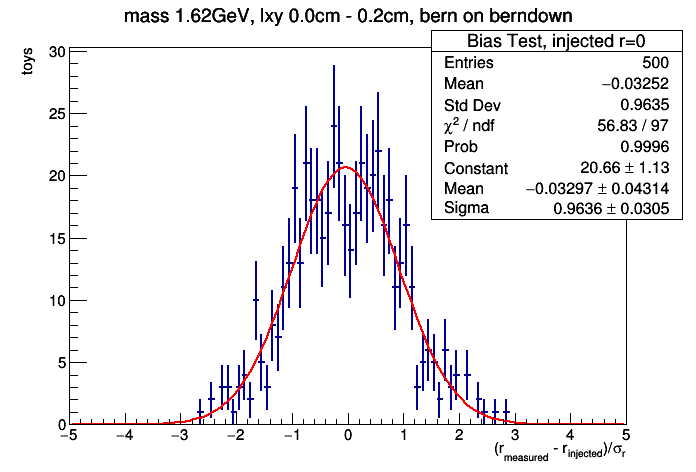 mass 1.62GeV, lxy 0.0cm - 0.2cm, bern on berndown
Bias Test, injected r=0
Entries 500
Mean −0.03252
Std Dev 0.9635
χ² / ndf 56.83 / 97
Prob 0.9996
Constant 20.66 ± 1.13
Mean −0.03297 ± 0.04314
Sigma 0.9636 ± 0.0305
toys
30
25
20
15
10
5
0
−5 −4 −3 −2 −1 0 1 2 3 4 5
(r_measured - r_injected)/σ_r